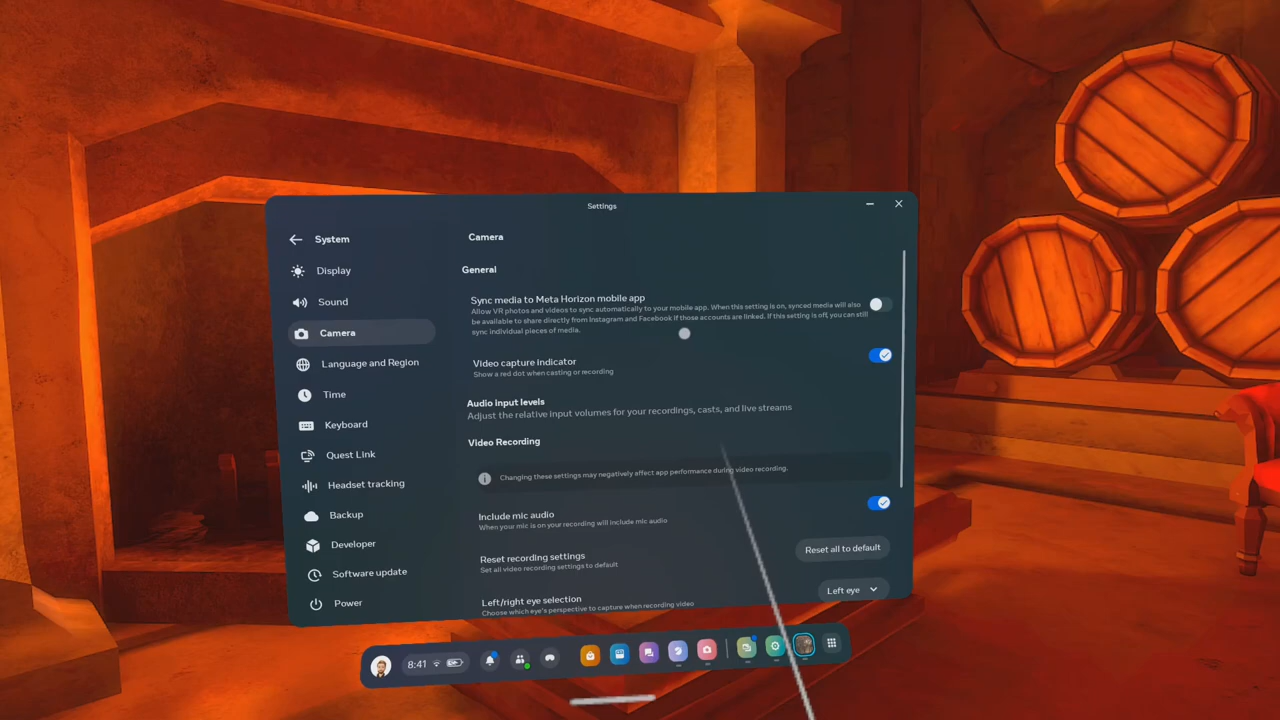 Settings
System
Display
Sound
Camera
Language and Region
Time
Keyboard
Quest Link
Headset tracking
Backup
Developer
Software update
Power
Camera
General
Sync media to Meta Horizon mobile app
Allow VR photos and videos to sync automatically to your mobile app. When this setting is on, synced media will also
be available to share directly from Instagram and Facebook if those accounts are linked. If this setting is off, you can still
sync individual pieces of media.
Video capture indicator
Show a red dot when casting or recording
Audio input levels
Adjust the relative input volumes for your recordings, casts, and live streams
Video Recording
Changing these settings may negatively affect app performance during video recording.
Include mic audio
When your mic is on your recording will include mic audio
Reset recording settings
Set all video recording settings to default
Reset all to default
Left/right eye selection
Choose which eye's perspective to capture when recording video
Left eye
8:41